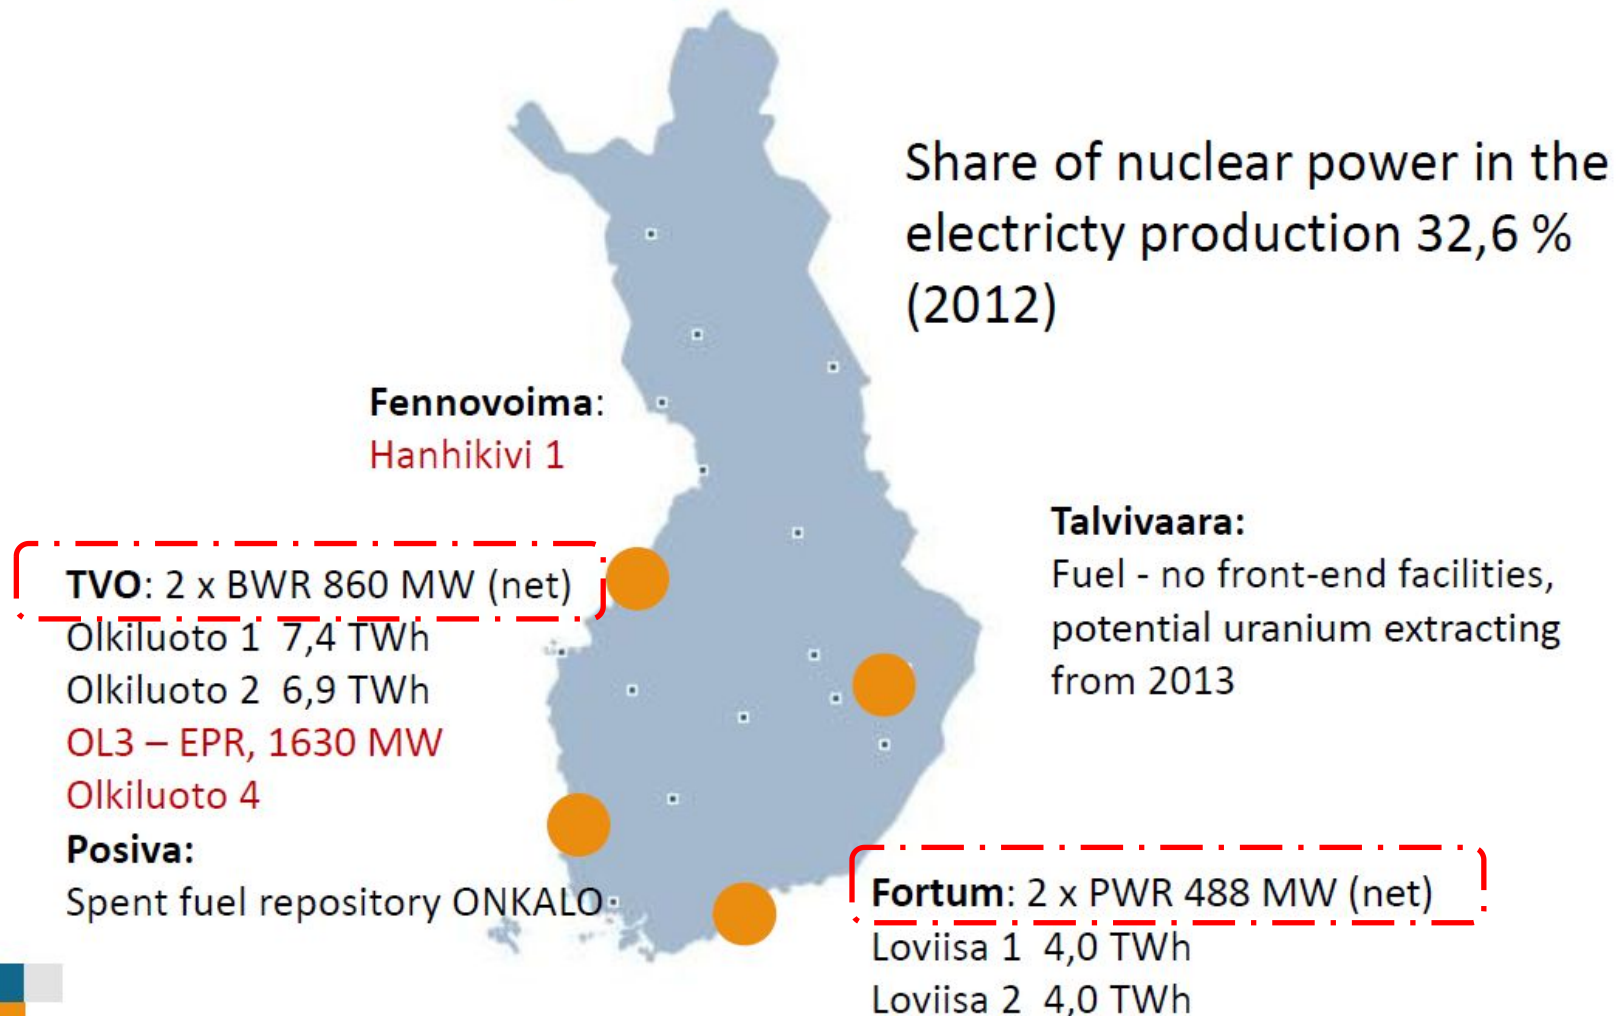 Share of nuclear power in the
electricty production 32,6 %
(2012)
Fennovoima:
Hanhikivi 1
TVO: 2 x BWR 860 MW (net)
Olkiluoto 1 7,4 TWh
Olkiluoto 2 6,9 TWh
OL3 – EPR, 1630 MW
Olkiluoto 4
Posiva:
Spent fuel repository ONKALO
Talvivaara:
Fuel - no front-end facilities,
potential uranium extracting
from 2013
Fortum: 2 x PWR 488 MW (net)
Loviisa 1 4,0 TWh
Loviisa 2 4,0 TWh